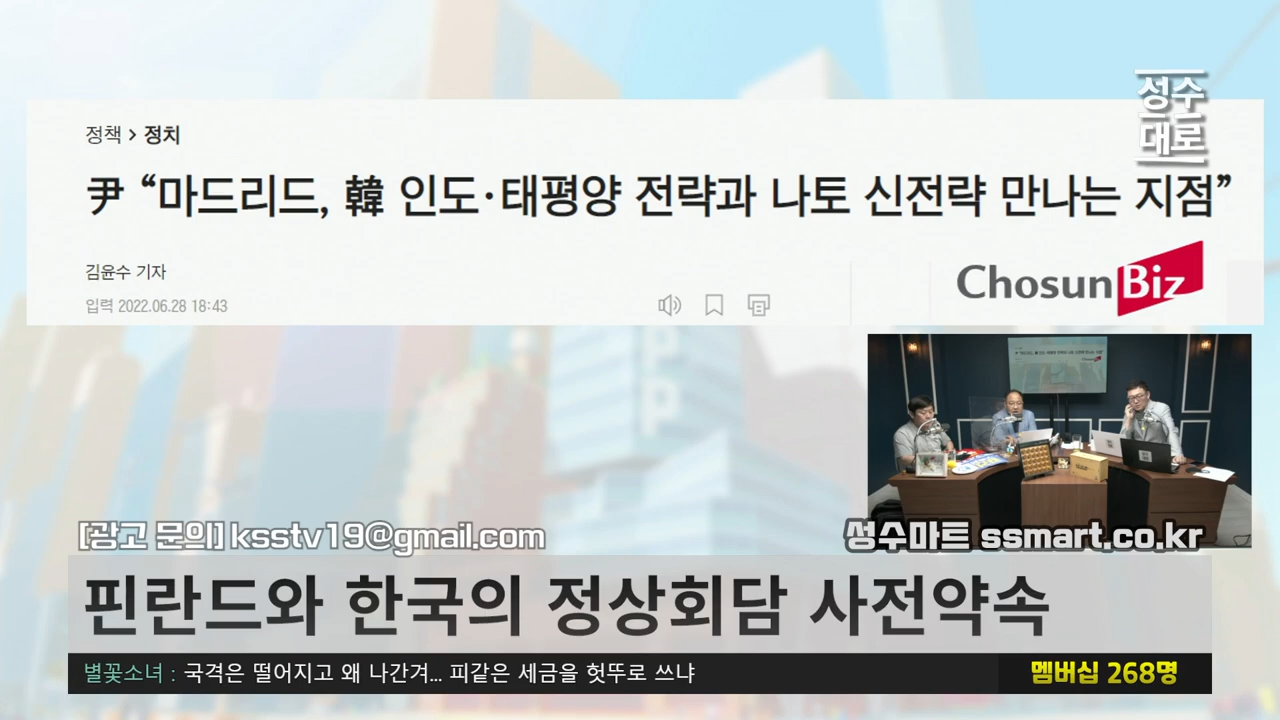 성수
대로
정책 > 정치
尹 “마드리드, 韓 인도·태평양 전략과 나토 신전략 만나는 지점”
김윤수 기자
입력 2022.06.28 18:43
ChosunBiz
[광고 문의] ksstv19@gmail.com
성수마트 ssmart.co.kr
핀란드와 한국의 정상회담 사전약속
별꽃소녀 : 국격은 떨어지고 왜 나간겨... 피같은 세금을 헛뚜로 쓰냐
멤버십 268명